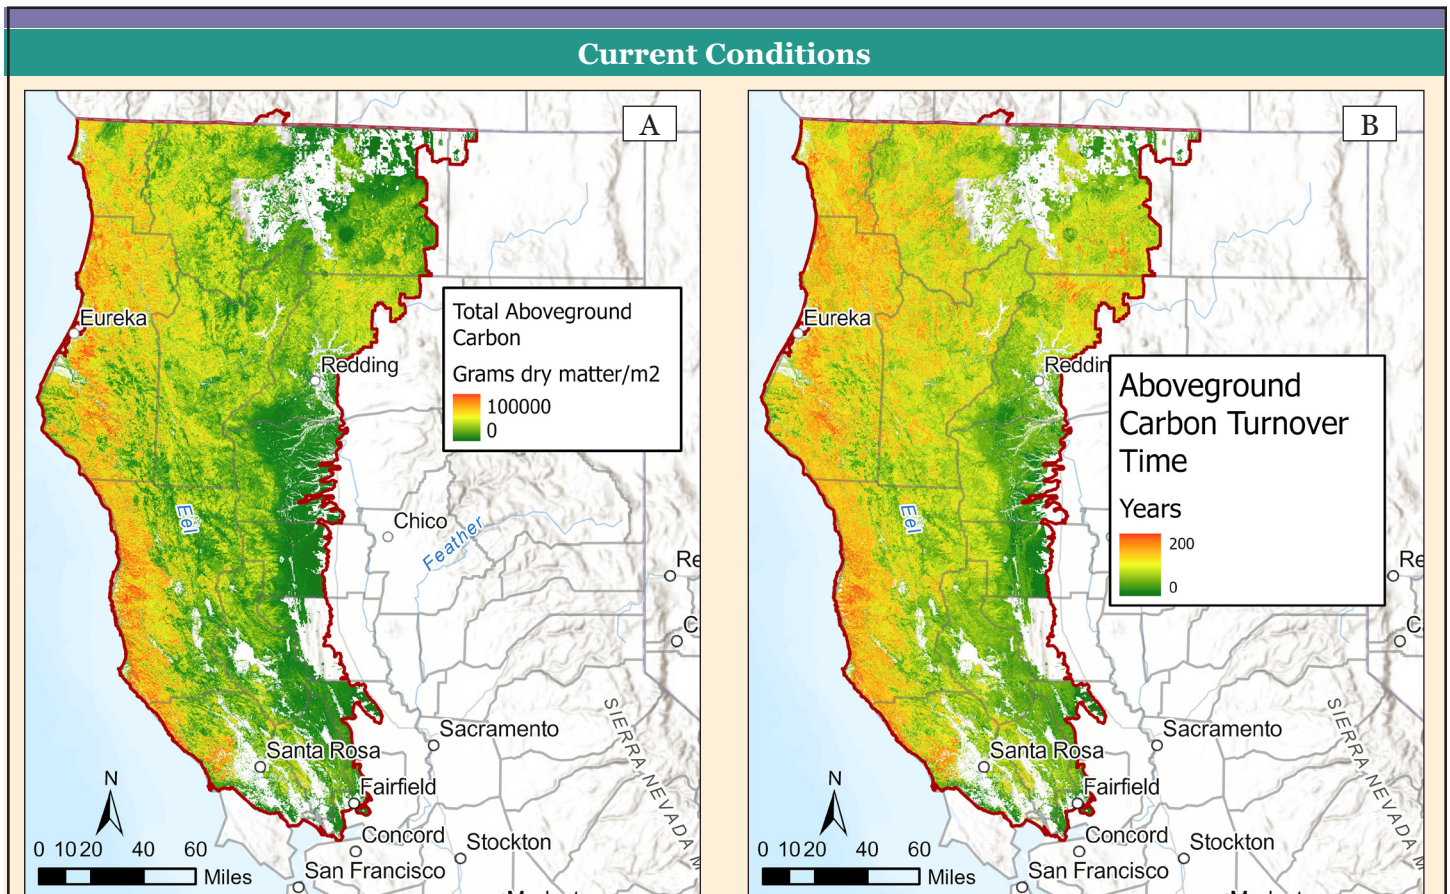 Current Conditions
A
Eureka
Total Aboveground
Carbon
Grams dry matter/m2
100000
0
Redding
Eel
Chico
Feather
Re
C
SIERRA NEVADA
Sacramento
Santa Rosa
Fairfield
N
Concord
Stockton
San Francisco
0 10 20 40 60
Miles
B
Eureka
Reddin
Aboveground
Carbon Turnover
Time
Years
200
0
Eel
Re
C
SIERRA NEVADA
Sacramento
Santa Rosa
Fairfield
N
Concord
Stockton
San Francisco
0 10 20 40 60
Miles